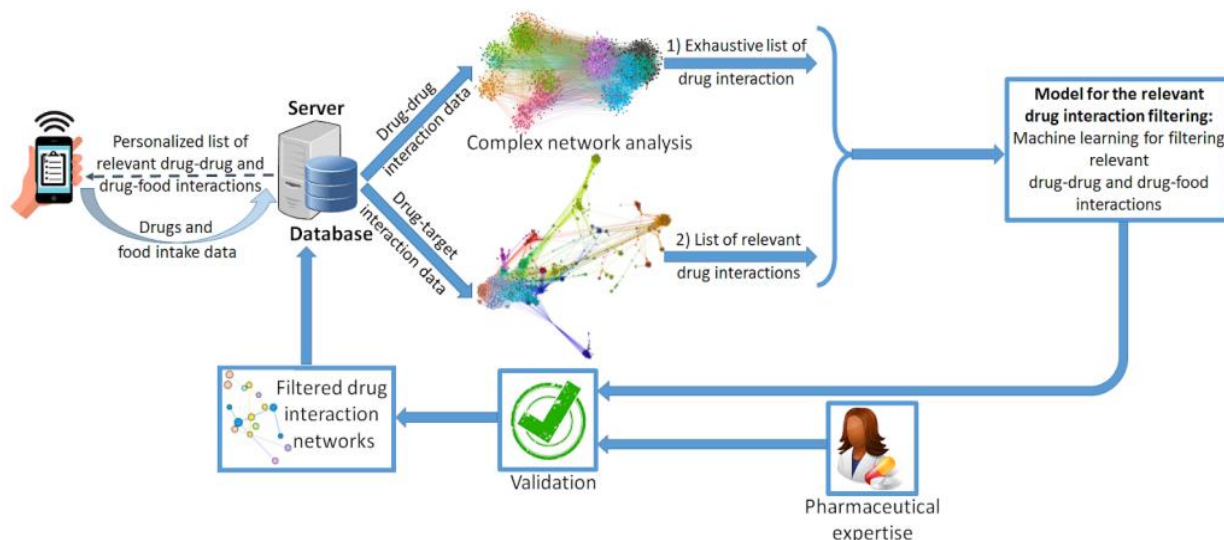 Server
Personalized list of
relevant drug-drug and
drug-food interactions
Drugs and
food intake data
Database
Drug-drug
interaction data
Drug-target
interaction data
Complex network analysis
1) Exhaustive list of
drug interaction
2) List of relevant
drug interactions
Model for the relevant
drug interaction filtering:
Machine learning for filtering
relevant
drug-drug and drug-food
interactions
Filtered drug
interaction
networks
Validation
Pharmaceutical
expertise